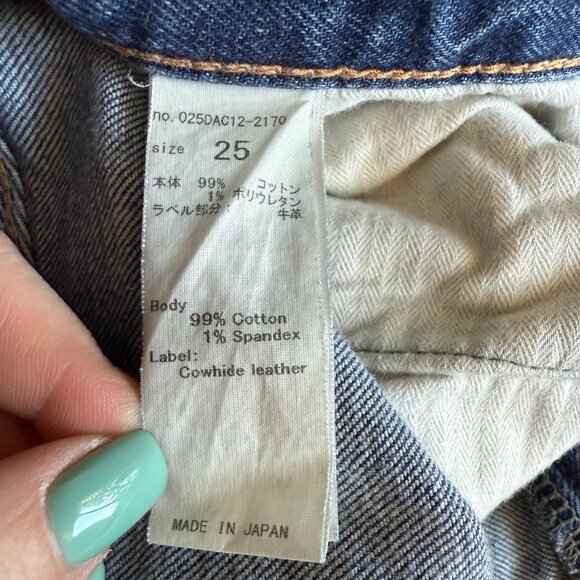 no. 025DAC12-2170
size 25
本体 99% コットン
1% ポリウレタン
ラベル部分: 牛革
Body
99% Cotton
1% Spandex
Label:
Cowhide leather
MADE IN JAPAN